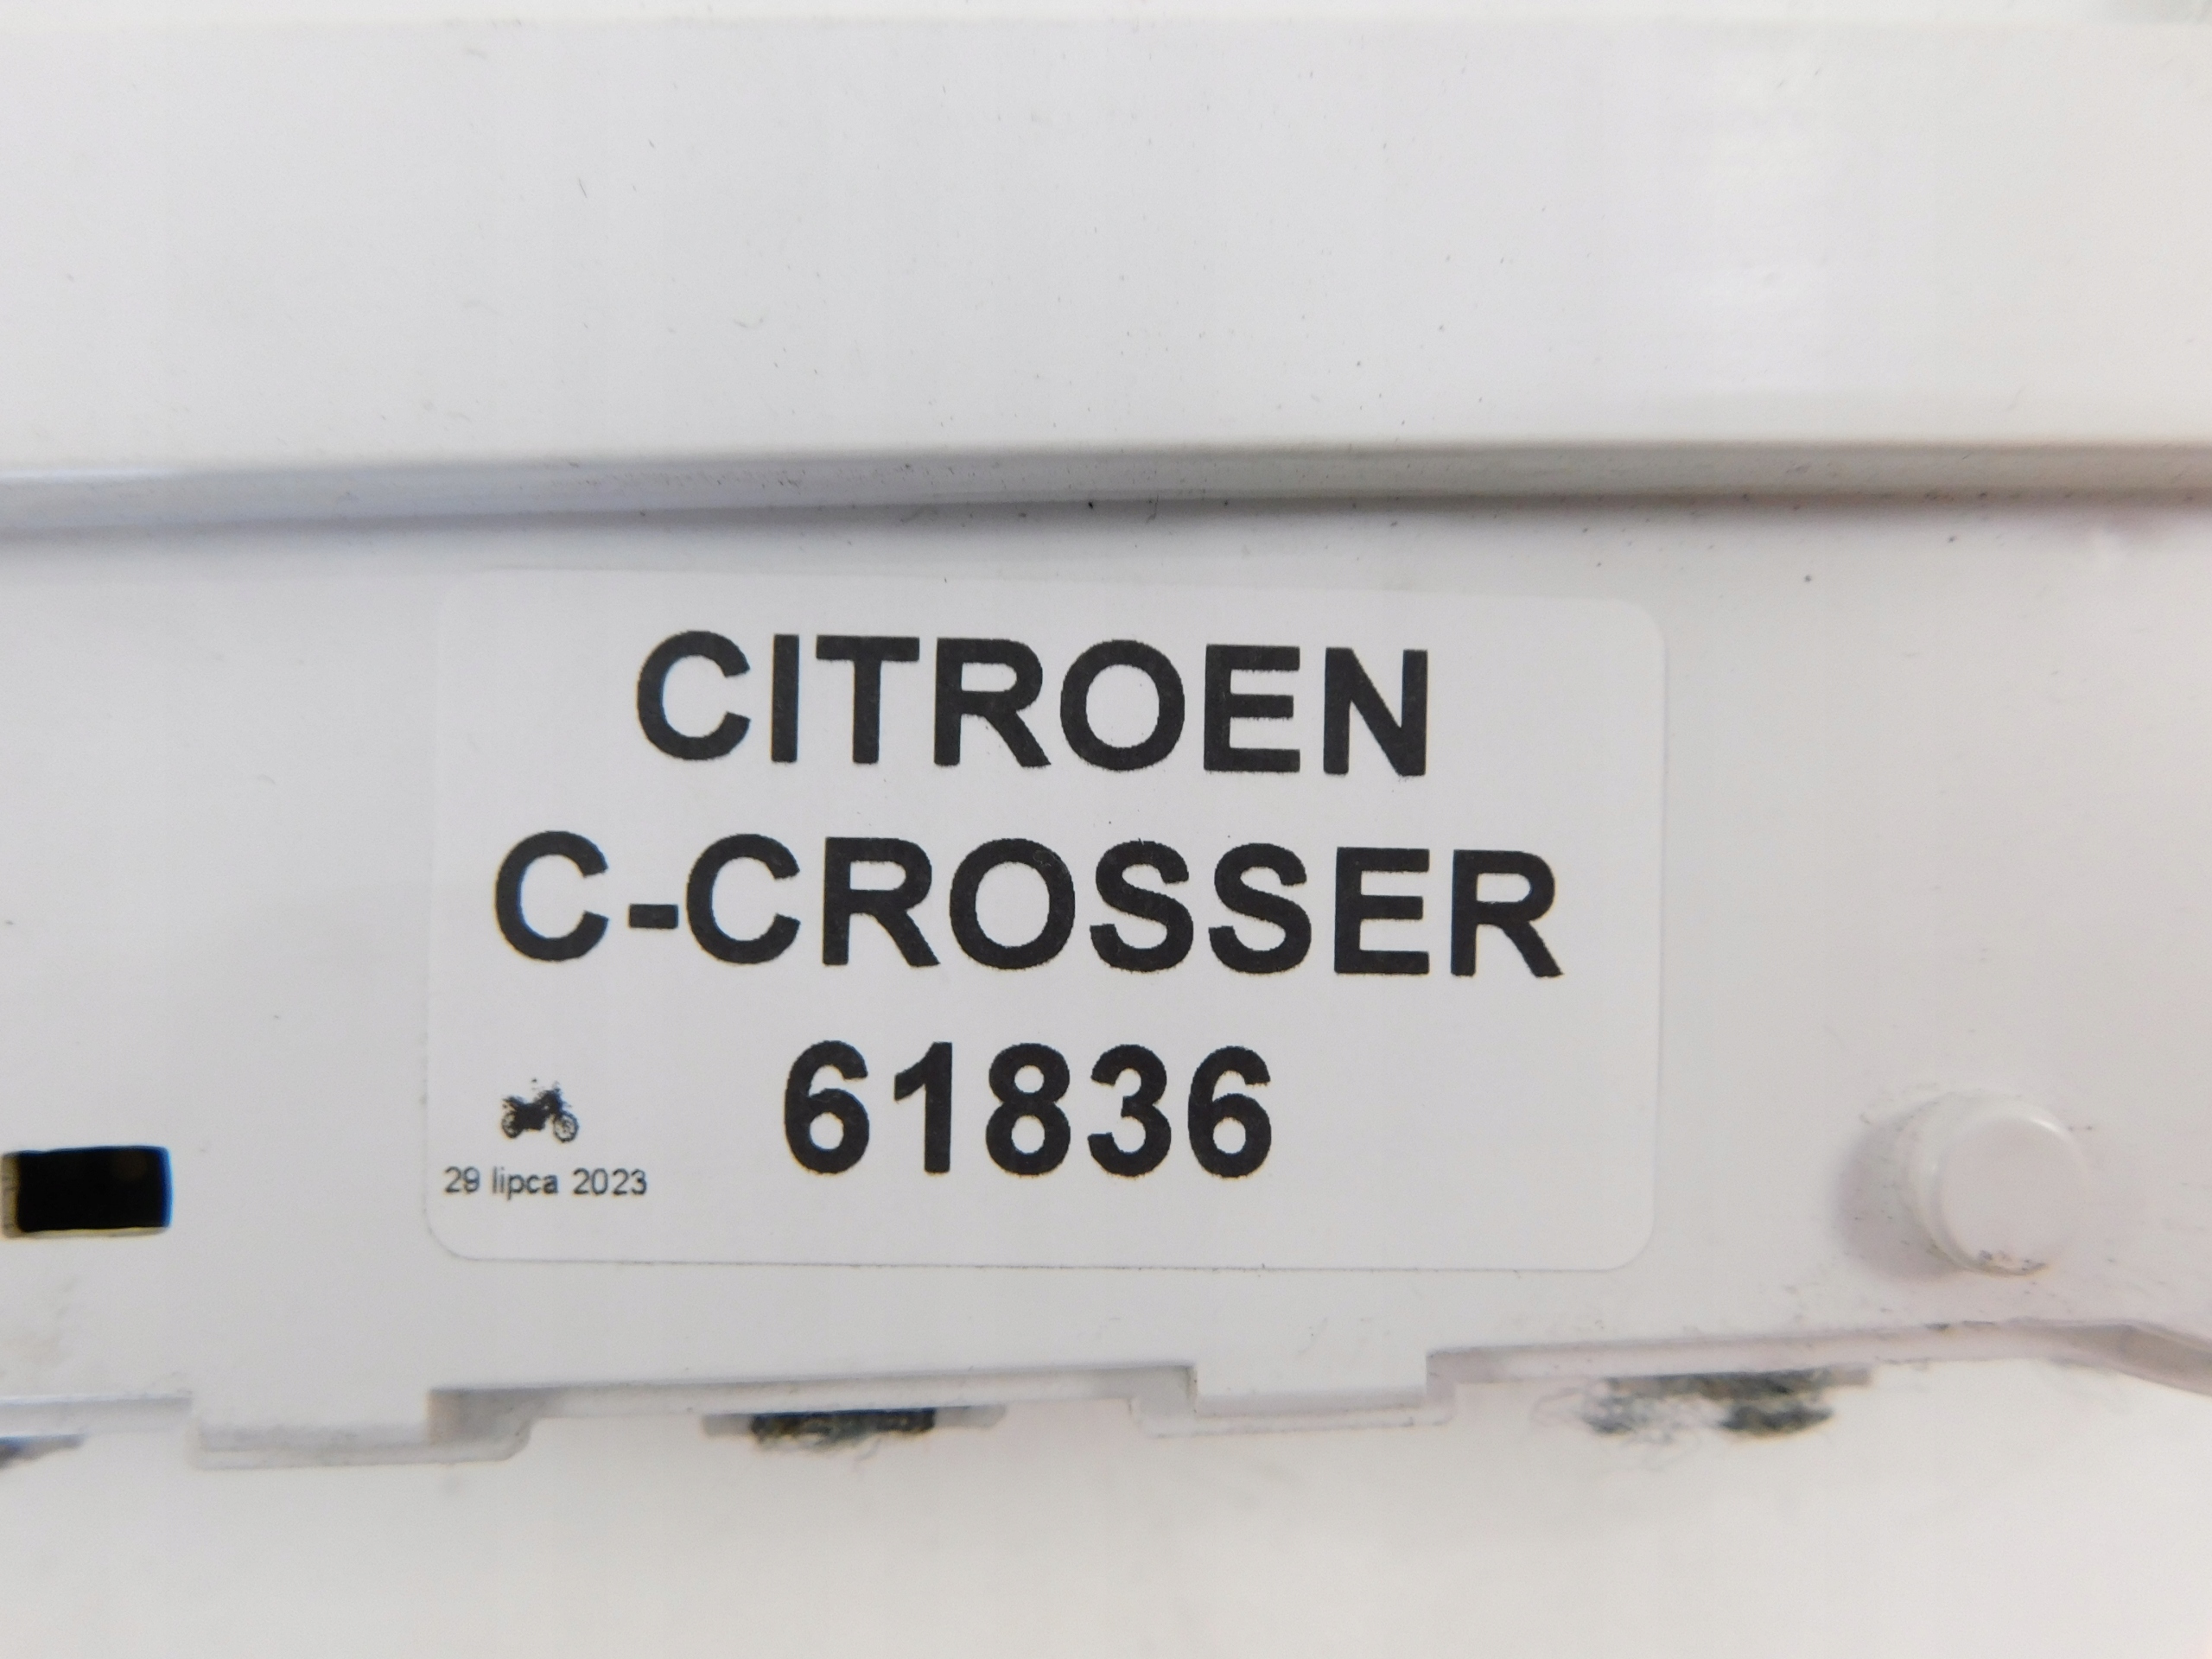 CITROEN
C-CROSSER
61836
29 lipca 2023